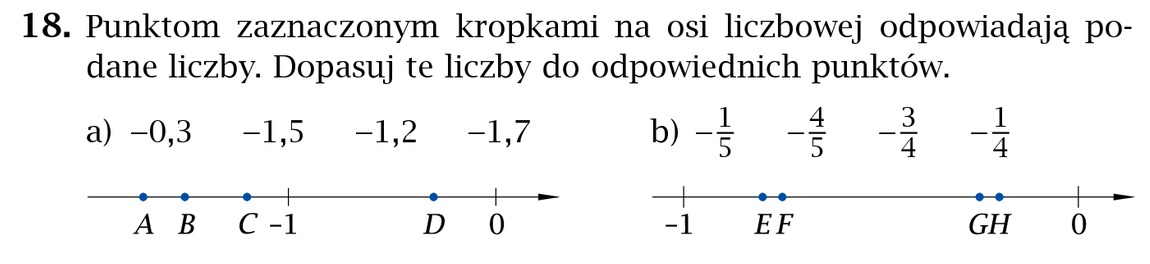 18. Punktom zaznaczonym kropkami na osi liczbowej odpowiadają po-
dane liczby. Dopasuj te liczby do odpowiednich punktów.
a) –0,3 –1,5 –1,2 –1,7
A B C –1 D 0
b) –1/5 –4/5 –3/4 –1/4
–1 E F G H 0